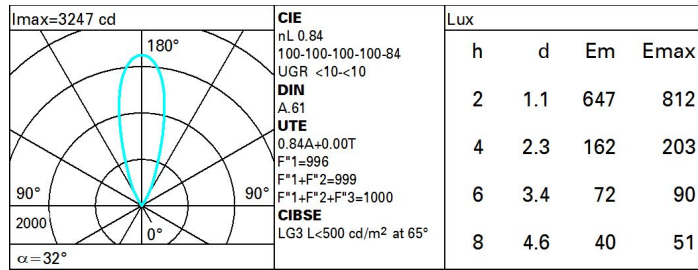 Imax=3247 cd
180°
90°
90°
2000
0°
α=32°
CIE
nL 0.84
100-100-100-100-84
UGR <10-<10
DIN
A.61
UTE
0.84A+0.00T
F"1=996
F"1+F"2=999
F"1+F"2+F"3=1000
CIBSE
LG3 L<500 cd/m² at 65°
Lux
h d Em Emax
2 1.1 647 812
4 2.3 162 203
6 3.4 72 90
8 4.6 40 51